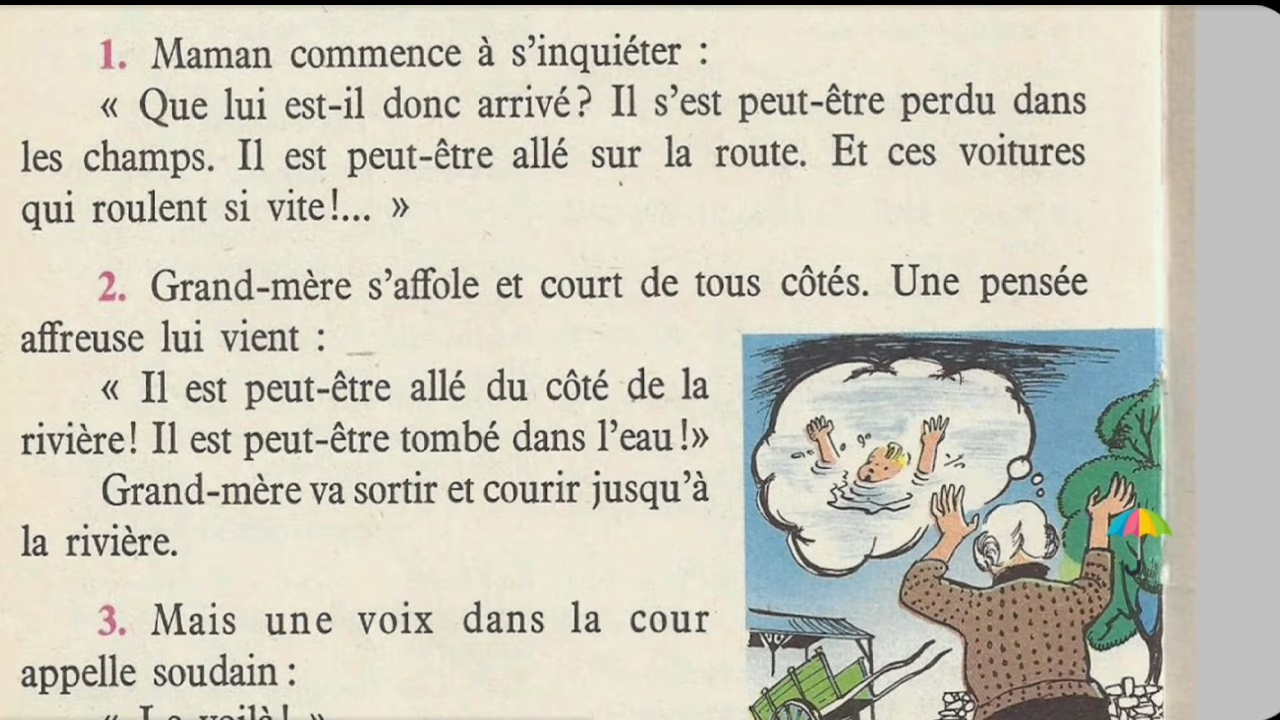 1. Maman commence à s'inquiéter :
« Que lui est-il donc arrivé? Il s'est peut-être perdu dans
les champs. Il est peut-être allé sur la route. Et ces voitures
qui roulent si vite!... »
2. Grand-mère s'affole et court de tous côtés. Une pensée
affreuse lui vient :
« Il est peut-être allé du côté de la
rivière! Il est peut-être tombé dans l'eau!»
Grand-mère va sortir et courir jusqu'à
la rivière.
3. Mais une voix dans la cour
appelle soudain :
« Le voilà! »